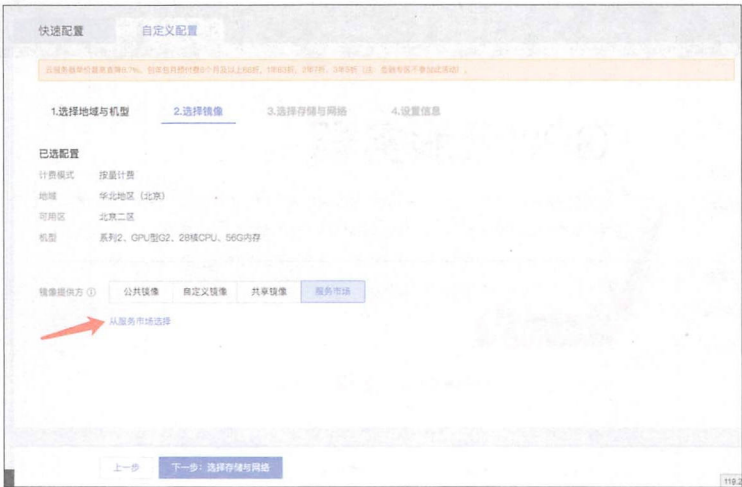 快速配置 自定义配置
1.选择地域与机型 2.选择镜像 3.选择存储与网络 4.设置信息
已选配置
计费模式 按量计费
地域 华北地区（北京）
可用区 北京二区
机型 系列2、GPU型G2、28核CPU、56G内存
镜像提供方 公共镜像 自定义镜像 共享镜像 服务市场
从服务市场选择
上一步 下一步：选择存储与网络